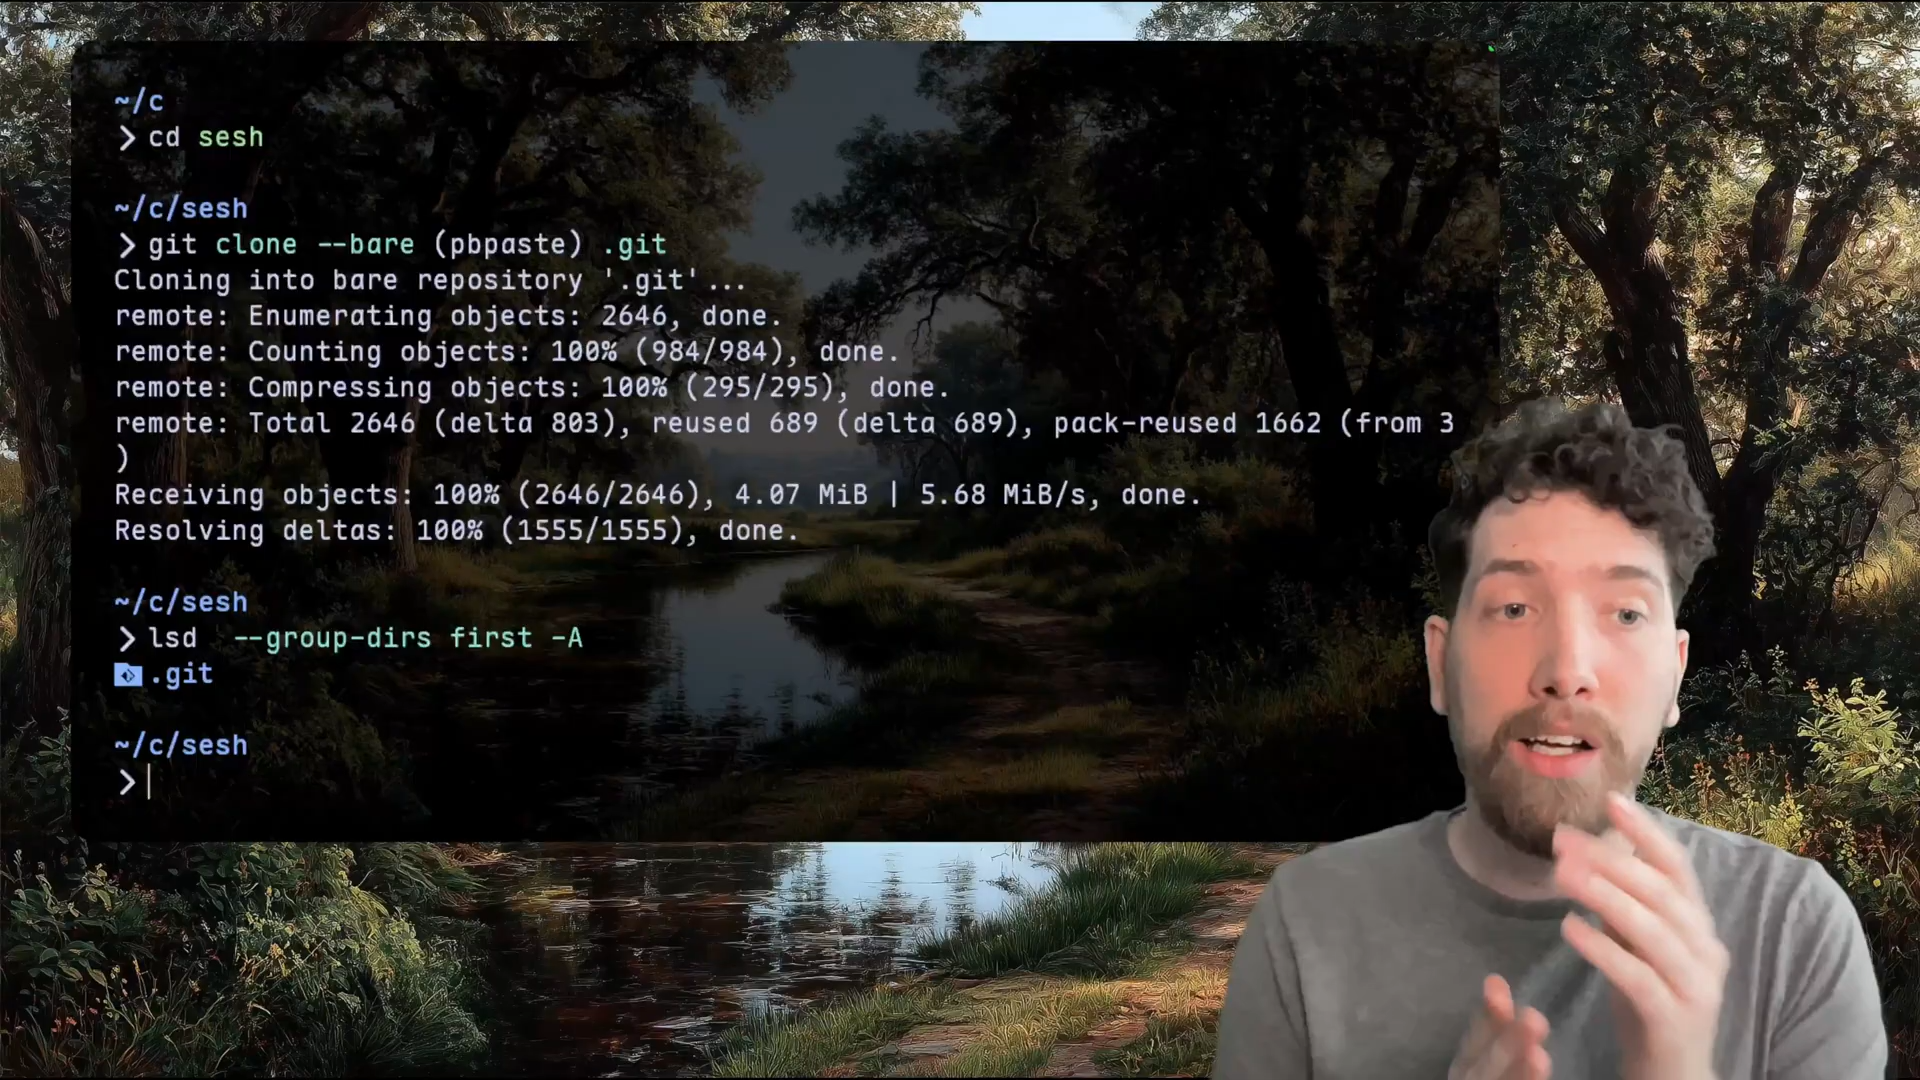 ~/c
❯ cd sesh
~/c/sesh
❯ git clone --bare (pbpaste) .git
Cloning into bare repository '.git'...
remote: Enumerating objects: 2646, done.
remote: Counting objects: 100% (984/984), done.
remote: Compressing objects: 100% (295/295), done.
remote: Total 2646 (delta 803), reused 689 (delta 689), pack-reused 1662 (from 3
)
Receiving objects: 100% (2646/2646), 4.07 MiB | 5.68 MiB/s, done.
Resolving deltas: 100% (1555/1555), done.
~/c/sesh
❯ lsd  --group-dirs first -A
.git
~/c/sesh
❯